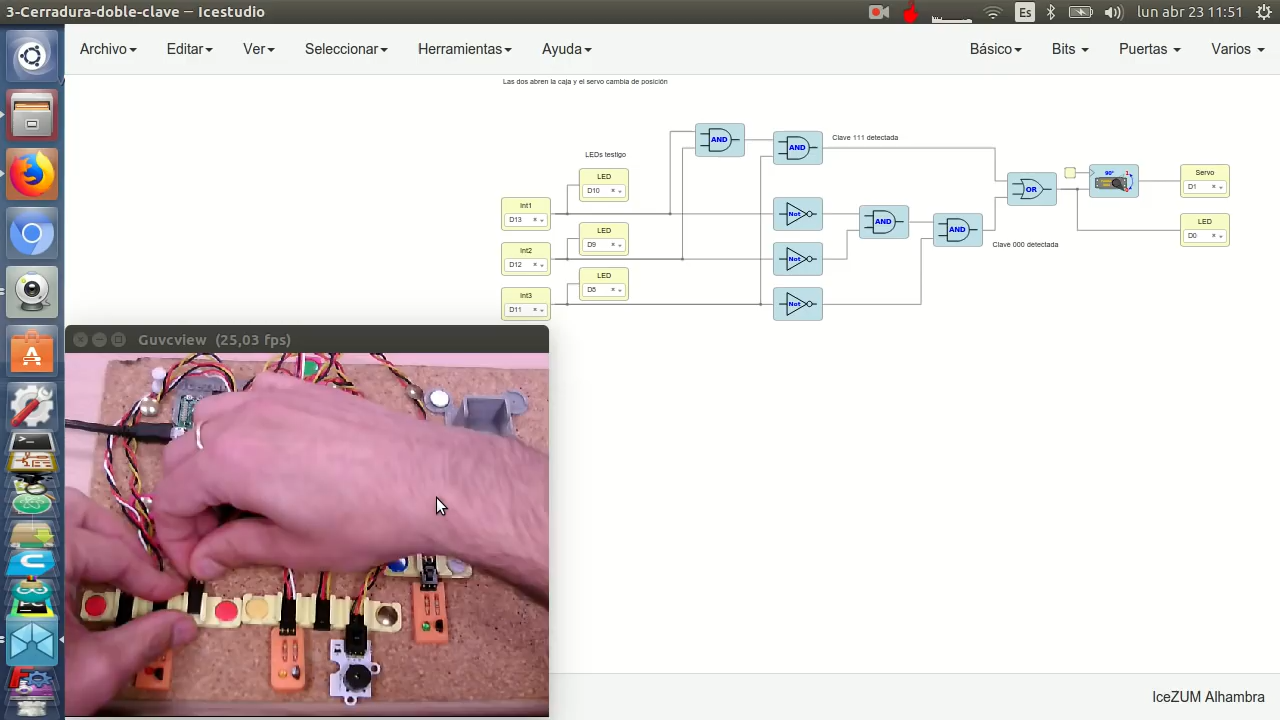 3-Cerradura-doble-clave — Icestudio
Es
lun abr 23 11:51
Archivo
Editar
Ver
Seleccionar
Herramientas
Ayuda
Básico
Bits
Puertas
Varios
Las dos abren la caja y el servo cambia de posición
AND
AND
Clave 111 detectada
LEDs testigo
LED
D10
OR
90°
Servo
D1
Int1
D13
Not
AND
AND
LED
D0
LED
D9
Clave 000 detectada
Int2
D12
Not
LED
Int3
D11
Not
Guvcview (25,03 fps)
IceZUM Alhambra